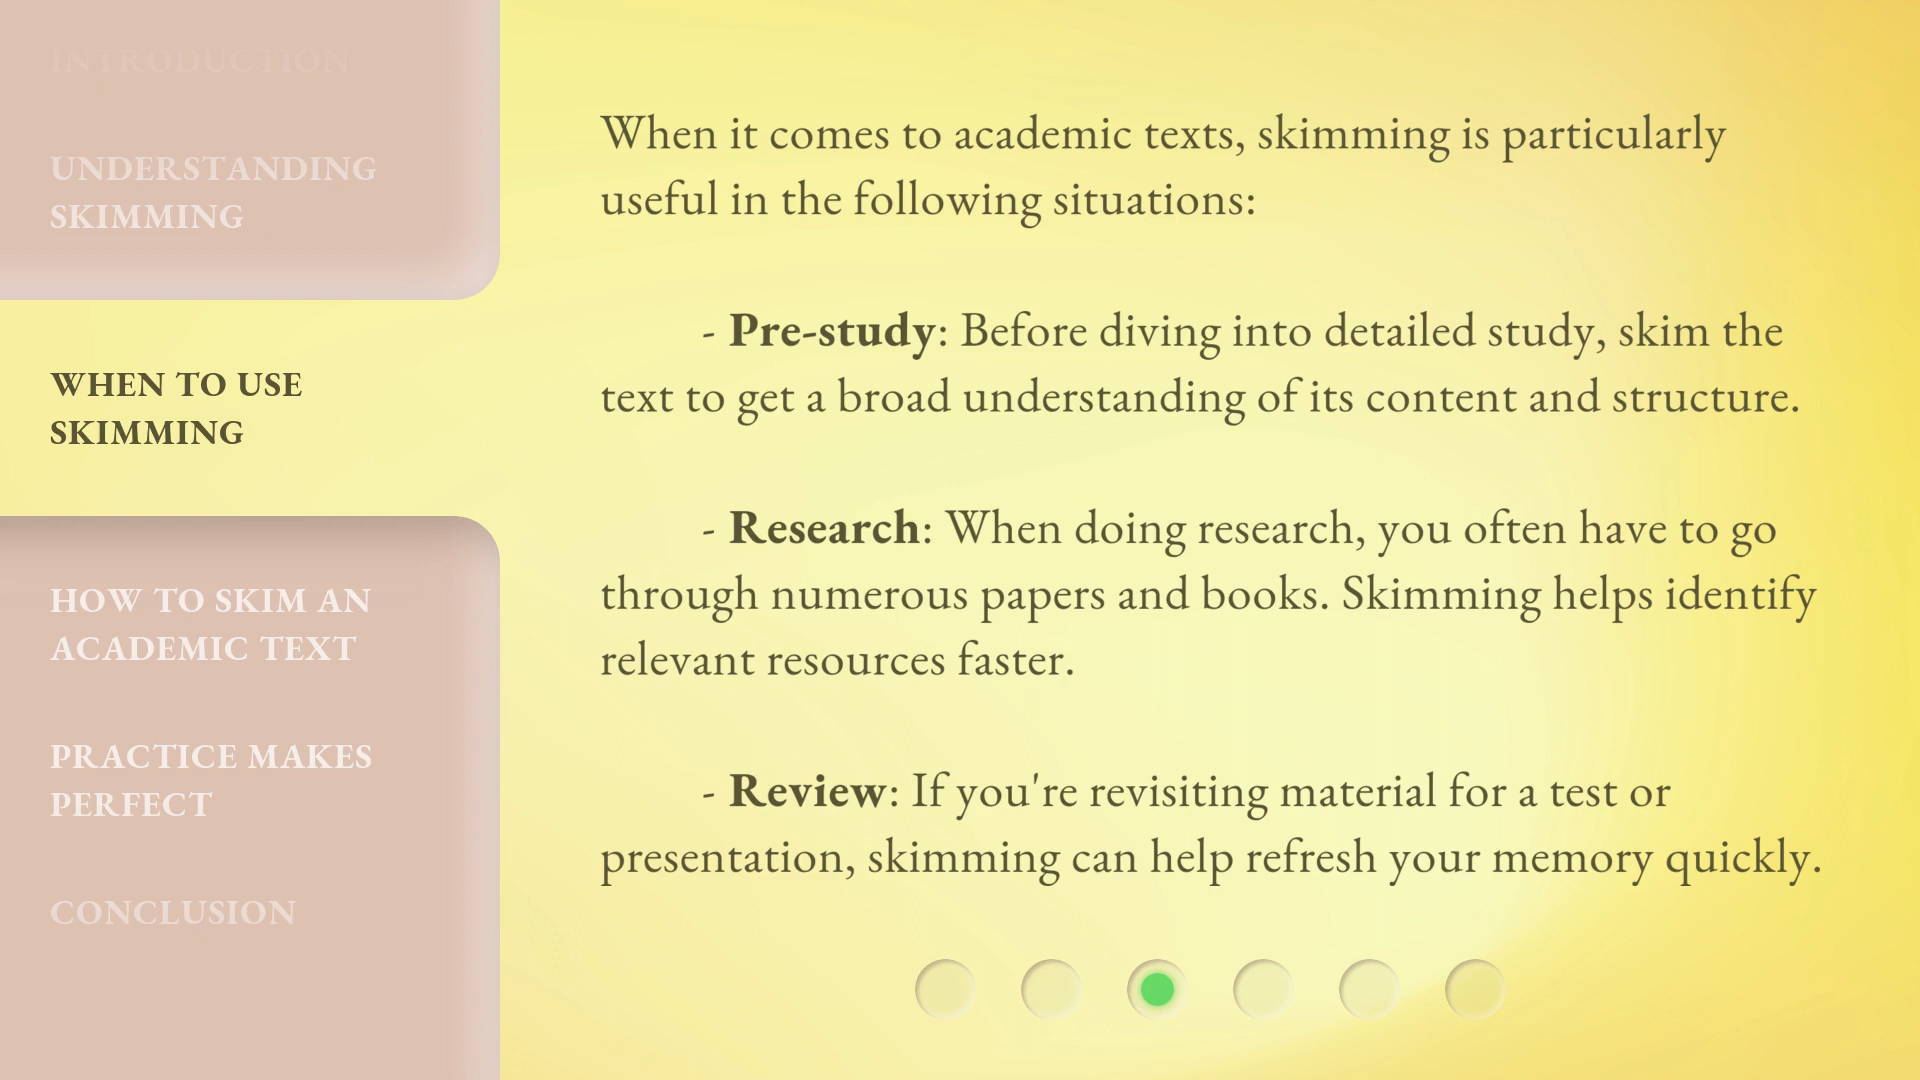 INTRODUCTION
UNDERSTANDING
SKIMMING
WHEN TO USE
SKIMMING
HOW TO SKIM AN
ACADEMIC TEXT
PRACTICE MAKES
PERFECT
CONCLUSION
When it comes to academic texts, skimming is particularly
useful in the following situations:
- Pre-study: Before diving into detailed study, skim the
text to get a broad understanding of its content and structure.
- Research: When doing research, you often have to go
through numerous papers and books. Skimming helps identify
relevant resources faster.
- Review: If you're revisiting material for a test or
presentation, skimming can help refresh your memory quickly.